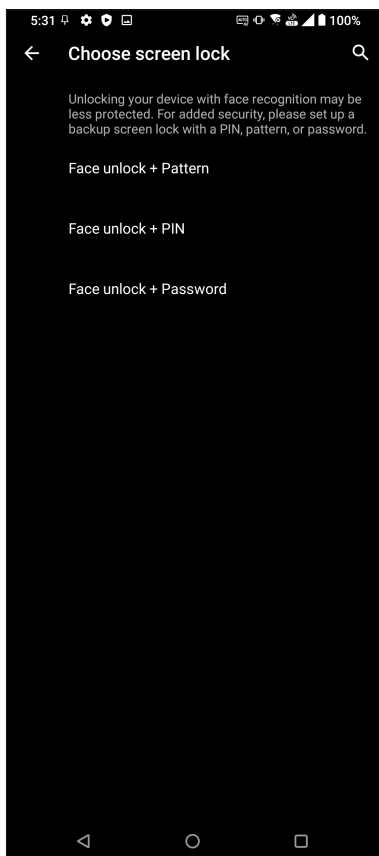 5:31 100%
Choose screen lock
Unlocking your device with face recognition may be
less protected. For added security, please set up a
backup screen lock with a PIN, pattern, or password.
Face unlock + Pattern
Face unlock + PIN
Face unlock + Password